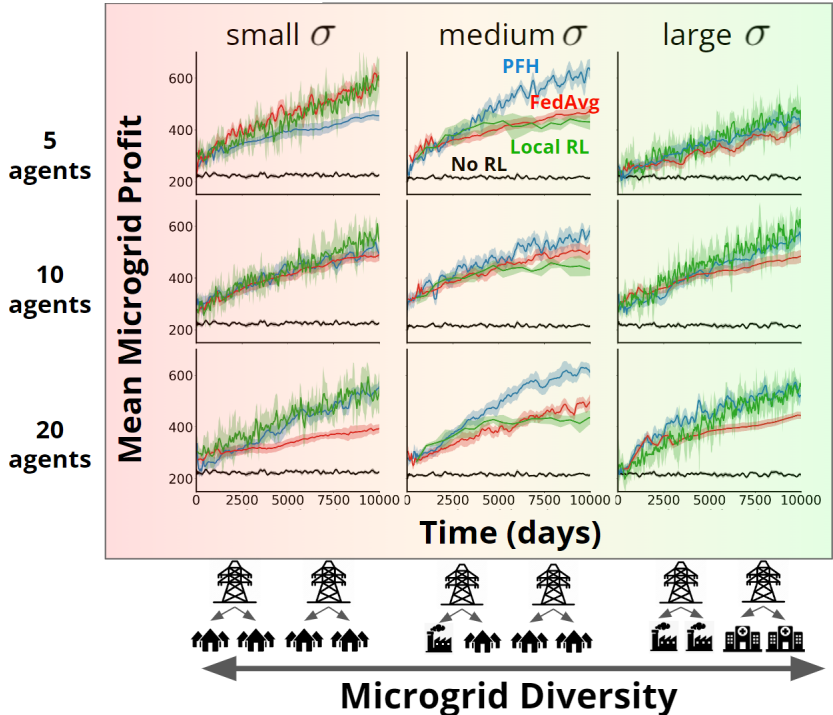 small σ
medium σ
large σ
5
agents
10
agents
20
agents
Mean Microgrid Profit
600
400
200
PFH
FedAvg
Local RL
No RL
600
400
200
600
400
200
0
2500
5000
7500
10000
0
2500
5000
7500
10000
0
2500
5000
7500
10000
Time (days)
Microgrid Diversity